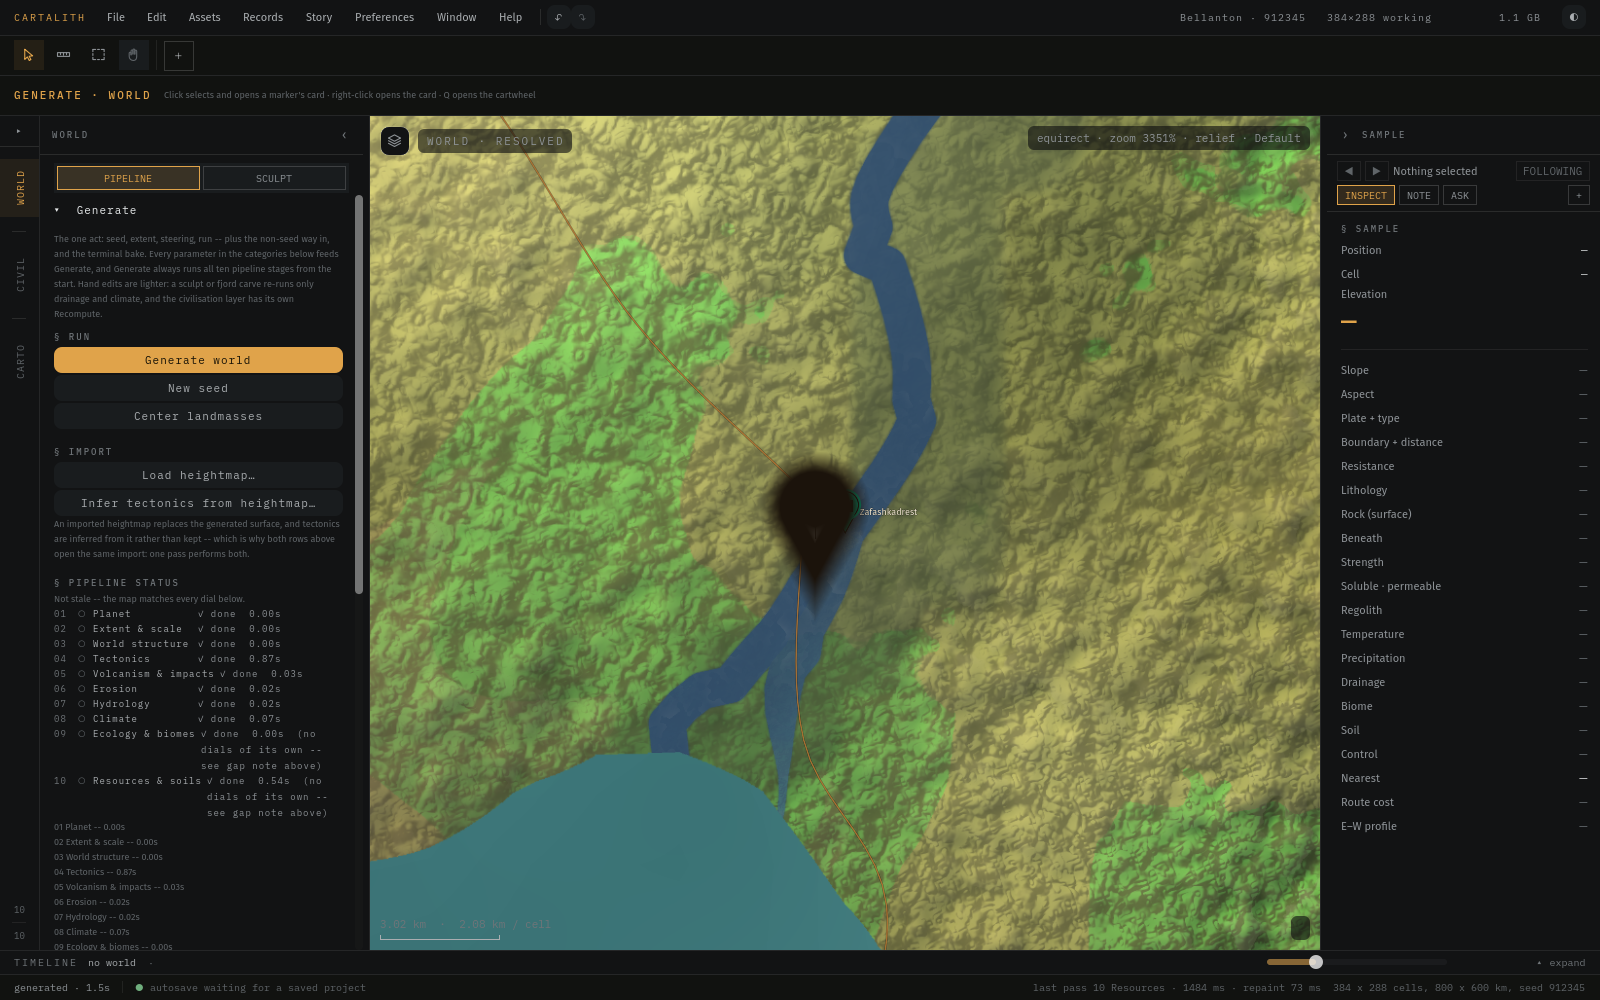 CARTALITH File Edit Assets Records Story Preferences Window Help Bellanton · 912345 384×288 working 1.1 GB
+
GENERATE · WORLD Click selects and opens a marker's card · right-click opens the card · Q opens the cartwheel
WORLD
CIVIL
CARTO
10
10
WORLD
PIPELINE SCULPT
Generate
The one act: seed, extent, steering, run -- plus the non-seed way in,
and the terminal bake. Every parameter in the categories below feeds
Generate, and Generate always runs all ten pipeline stages from the
start. Hand edits are lighter: a sculpt or fjord carve re-runs only
drainage and climate, and the civilisation layer has its own
Recompute.
§ RUN
Generate world
New seed
Center landmasses
§ IMPORT
Load heightmap…
Infer tectonics from heightmap…
An imported heightmap replaces the generated surface, and tectonics
are inferred from it rather than kept -- which is why both rows above
open the same import: one pass performs both.
§ PIPELINE STATUS
Not stale -- the map matches every dial below.
01 ○ Planet √ done 0.00s
02 ○ Extent & scale √ done 0.00s
03 ○ World structure √ done 0.00s
04 ○ Tectonics √ done 0.87s
05 ○ Volcanism & impacts √ done 0.03s
06 ○ Erosion √ done 0.02s
07 ○ Hydrology √ done 0.02s
08 ○ Climate √ done 0.07s
09 ○ Ecology & biomes √ done 0.00s (no
dials of its own --
see gap note above)
10 ○ Resources & soils √ done 0.54s (no
dials of its own --
see gap note above)
01 Planet -- 0.00s
02 Extent & scale -- 0.00s
03 World structure -- 0.00s
04 Tectonics -- 0.87s
05 Volcanism & impacts -- 0.03s
06 Erosion -- 0.02s
07 Hydrology -- 0.02s
08 Climate -- 0.07s
09 Ecology & biomes -- 0.00s
WORLD · RESOLVED
equirect · zoom 3351% · relief · Default
Zafashkadrest
3.02 km · 2.08 km / cell
SAMPLE
Nothing selected FOLLOWING
INSPECT NOTE ASK +
§ SAMPLE
Position —
Cell —
Elevation
—
Slope —
Aspect —
Plate + type —
Boundary + distance —
Resistance —
Lithology —
Rock (surface) —
Beneath —
Strength —
Soluble · permeable —
Regolith —
Temperature —
Precipitation —
Drainage —
Biome —
Soil —
Control —
Nearest —
Route cost —
E–W profile —
TIMELINE no world · expand
generated · 1.5s autosave waiting for a saved project last pass 10 Resources · 1484 ms · repaint 73 ms 384 x 288 cells, 800 x 600 km, seed 912345